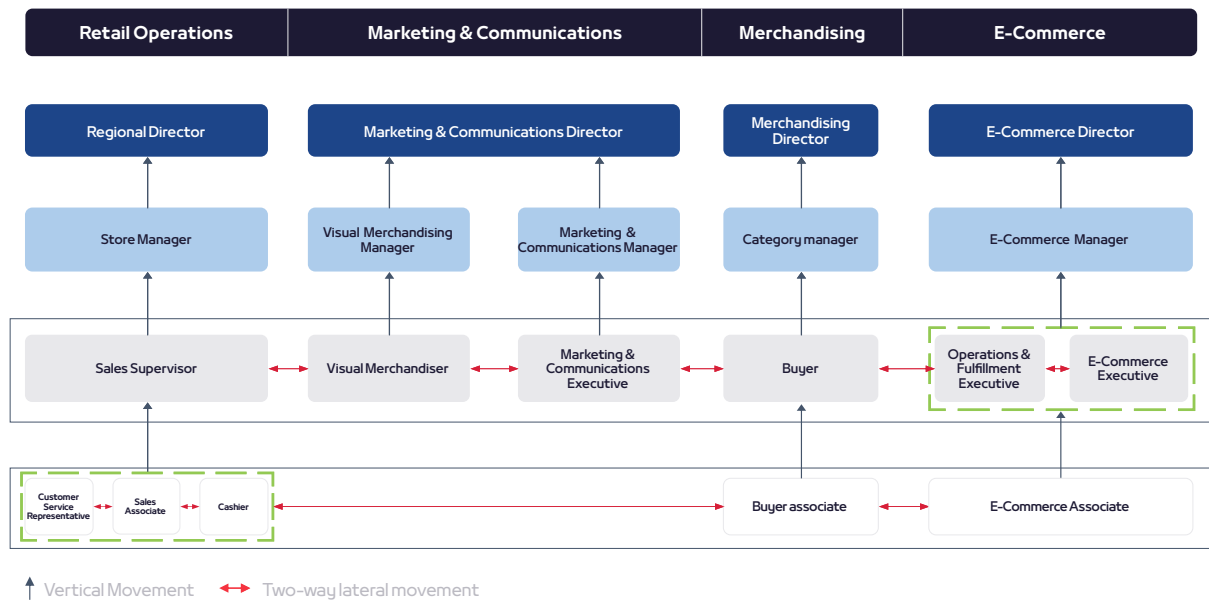 Retail Operations
Marketing & Communications
Merchandising
E-Commerce
Regional Director
Marketing & Communications Director
Merchandising
Director
E-Commerce Director
Store Manager
Visual Merchandising
Manager
Marketing &
Communications Manager
Category manager
E-Commerce Manager
Sales Supervisor
Visual Merchandiser
Marketing &
Communications
Executive
Buyer
Operations &
Fulfillment
Executive
E-Commerce
Executive
Customer
Service
Representative
Sales
Associate
Cashier
Buyer associate
E-Commerce Associate
Vertical Movement
Two-way lateral movement